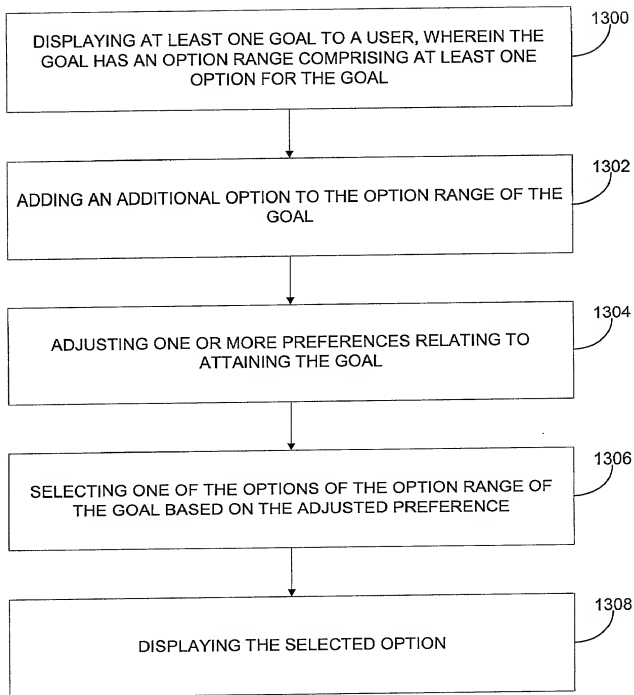 1300
DISPLAYING AT LEAST ONE GOAL TO A USER, WHEREIN THE
GOAL HAS AN OPTION RANGE COMPRISING AT LEAST ONE
OPTION FOR THE GOAL
1302
ADDING AN ADDITIONAL OPTION TO THE OPTION RANGE OF THE
GOAL
1304
ADJUSTING ONE OR MORE PREFERENCES RELATING TO
ATTAINING THE GOAL
1306
SELECTING ONE OF THE OPTIONS OF THE OPTION RANGE OF
THE GOAL BASED ON THE ADJUSTED PREFERENCE
1308
DISPLAYING THE SELECTED OPTION